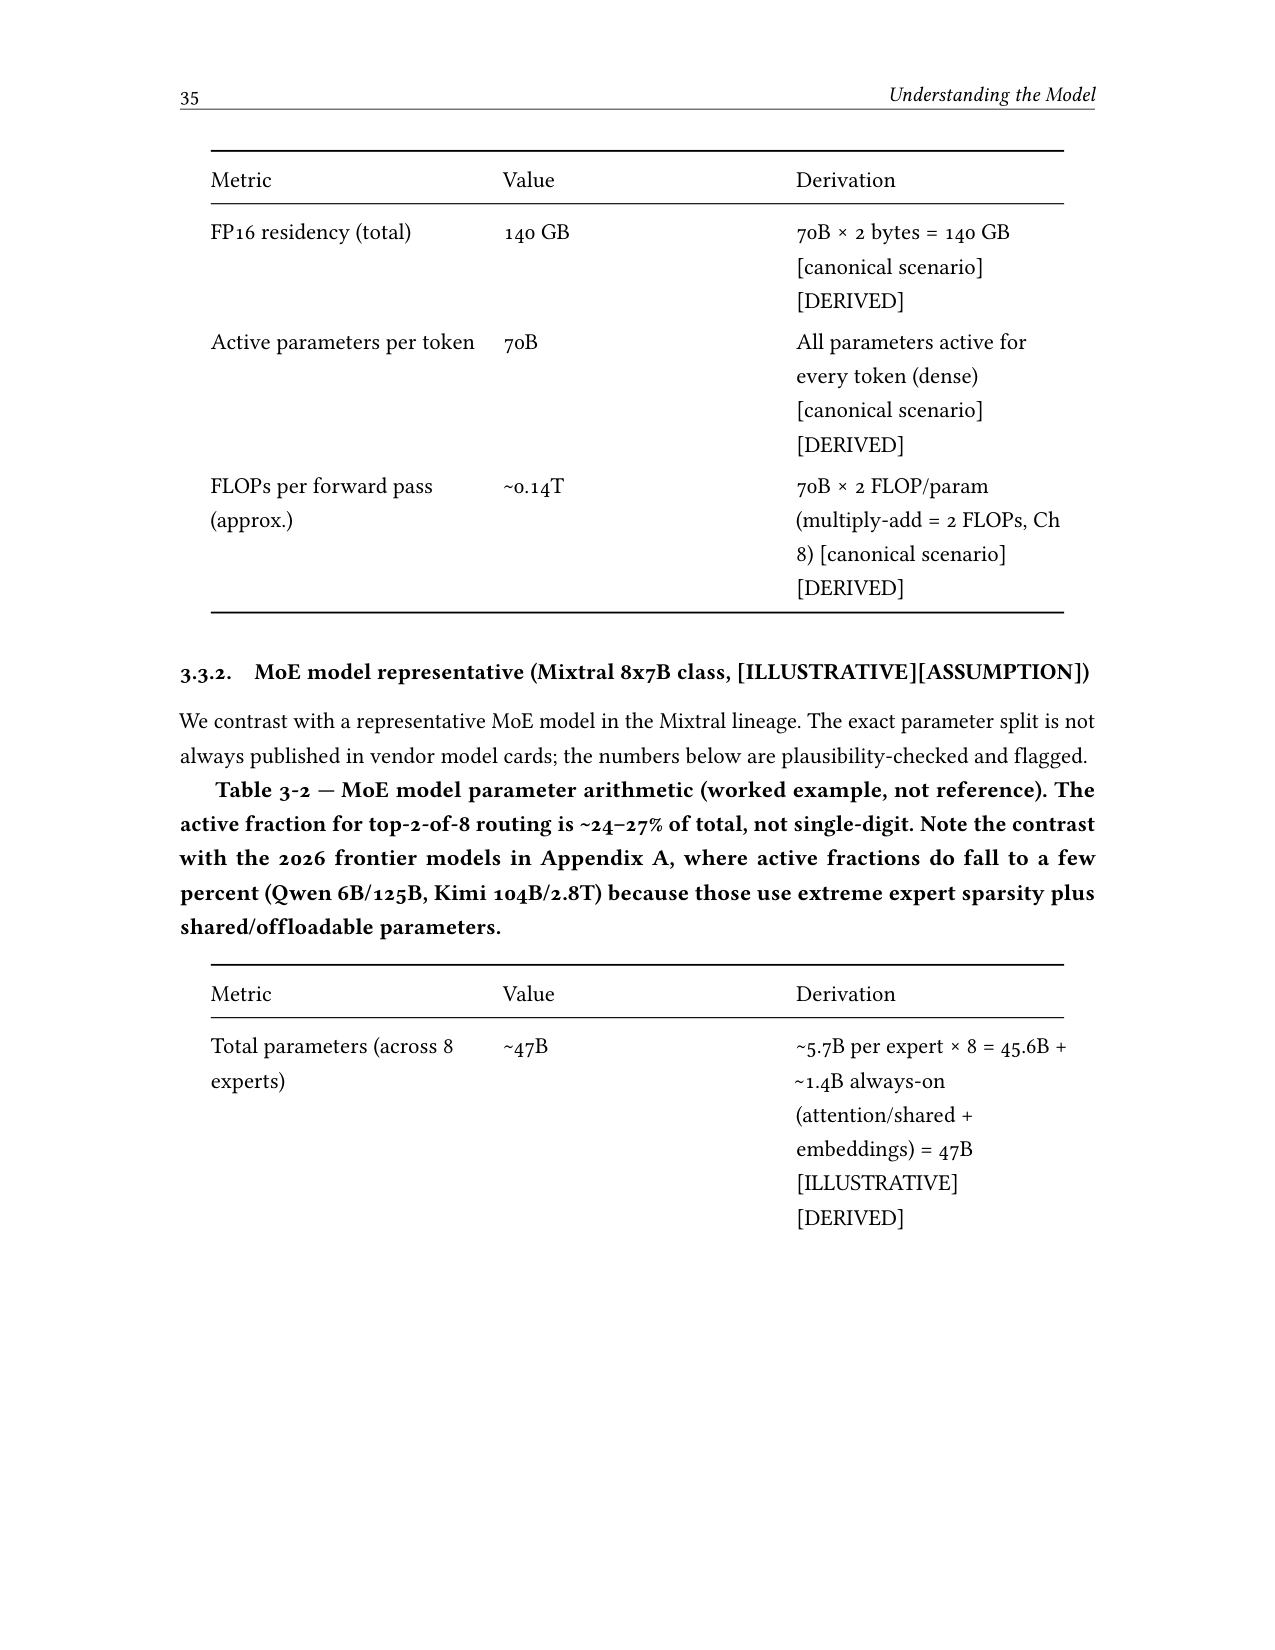 35 Understanding the Model
Metric Value Derivation
FP16 residency (total) 140 GB 70B × 2 bytes = 140 GB
[canonical scenario]
[DERIVED]
Active parameters per token 70B All parameters active for
every token (dense)
[canonical scenario]
[DERIVED]
FLOPs per forward pass ~0.14T 70B × 2 FLOP/param
(approx.) (multiply-add = 2 FLOPs, Ch
8) [canonical scenario]
[DERIVED]
3.3.2. MoE model representative (Mixtral 8x7B class, [ILLUSTRATIVE][ASSUMPTION])
We contrast with a representative MoE model in the Mixtral lineage. The exact parameter split is not
always published in vendor model cards; the numbers below are plausibility-checked and flagged.
Table 3-2 — MoE model parameter arithmetic (worked example, not reference). The
active fraction for top-2-of-8 routing is ~24–27% of total, not single-digit. Note the contrast
with the 2026 frontier models in Appendix A, where active fractions do fall to a few
percent (Qwen 6B/125B, Kimi 104B/2.8T) because those use extreme expert sparsity plus
shared/offloadable parameters.
Metric Value Derivation
Total parameters (across 8 ~47B ~5.7B per expert × 8 = 45.6B +
experts) ~1.4B always-on
(attention/shared +
embeddings) = 47B
[ILLUSTRATIVE]
[DERIVED]